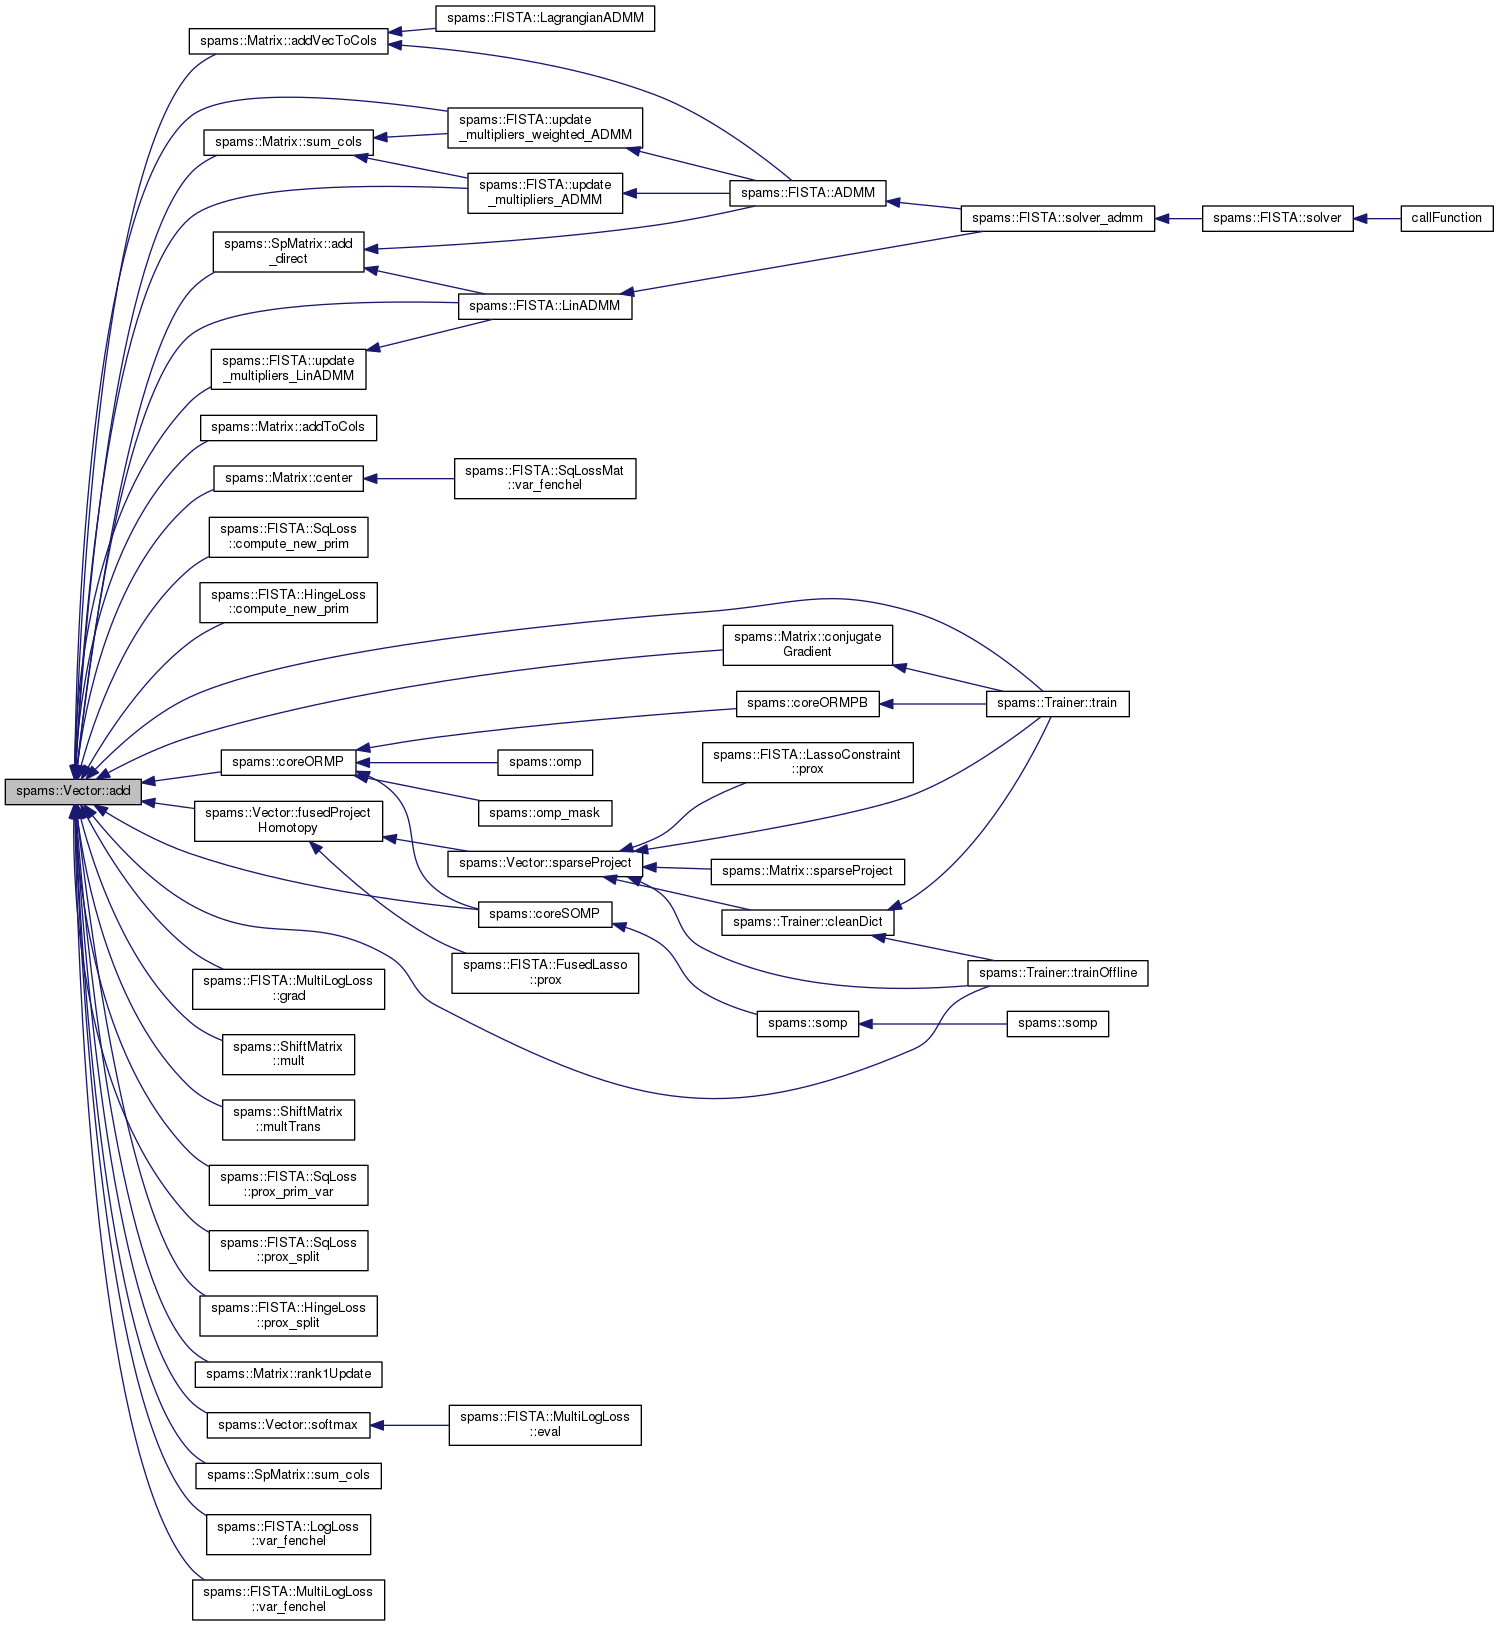 spams::FISTA::LagrangianADMM
spams::Matrix::addVecToCols
spams::FISTA::update
_multipliers_weighted_ADMM
spams::Matrix::sum_cols
spams::FISTA::update
_multipliers_ADMM
spams::FISTA::ADMM
spams::FISTA::solver_admm
spams::FISTA::solver
callFunction
spams::SpMatrix::add
_direct
spams::FISTA::LinADMM
spams::FISTA::update
_multipliers_LinADMM
spams::Matrix::addToCols
spams::Matrix::center
spams::FISTA::SqLossMat
::var_fenchel
spams::FISTA::SqLoss
::compute_new_prim
spams::FISTA::HingeLoss
::compute_new_prim
spams::Matrix::conjugate
Gradient
spams::coreORMPB
spams::Trainer::train
spams::coreORMP
spams::omp
spams::FISTA::LassoConstraint
::prox
spams::Vector::add
spams::omp_mask
spams::Vector::fusedProject
Homotopy
spams::Vector::sparseProject
spams::Matrix::sparseProject
spams::coreSOMP
spams::Trainer::cleanDict
spams::FISTA::FusedLasso
::prox
spams::Trainer::trainOffline
spams::FISTA::MultiLogLoss
::grad
spams::somp
spams::somp
spams::ShiftMatrix
::mult
spams::ShiftMatrix
::multTrans
spams::FISTA::SqLoss
::prox_prim_var
spams::FISTA::SqLoss
::prox_split
spams::FISTA::HingeLoss
::prox_split
spams::Matrix::rank1Update
spams::Vector::softmax
spams::FISTA::MultiLogLoss
::eval
spams::SpMatrix::sum_cols
spams::FISTA::LogLoss
::var_fenchel
spams::FISTA::MultiLogLoss
::var_fenchel